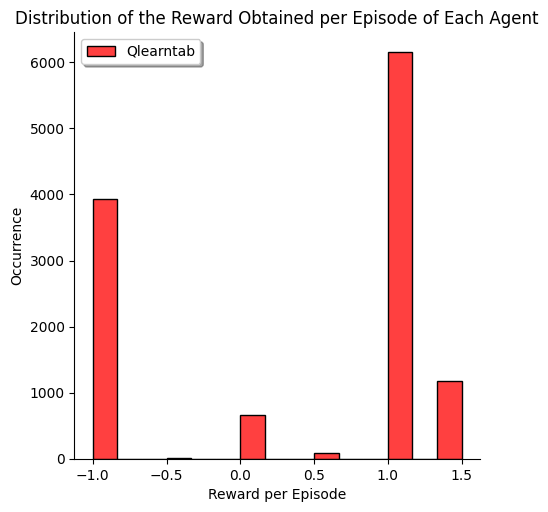 Distribution of the Reward Obtained per Episode of Each Agent
Qlearntab
6000
5000
4000
3000
2000
1000
0
Occurrence
−1.0 −0.5 0.0 0.5 1.0 1.5
Reward per Episode